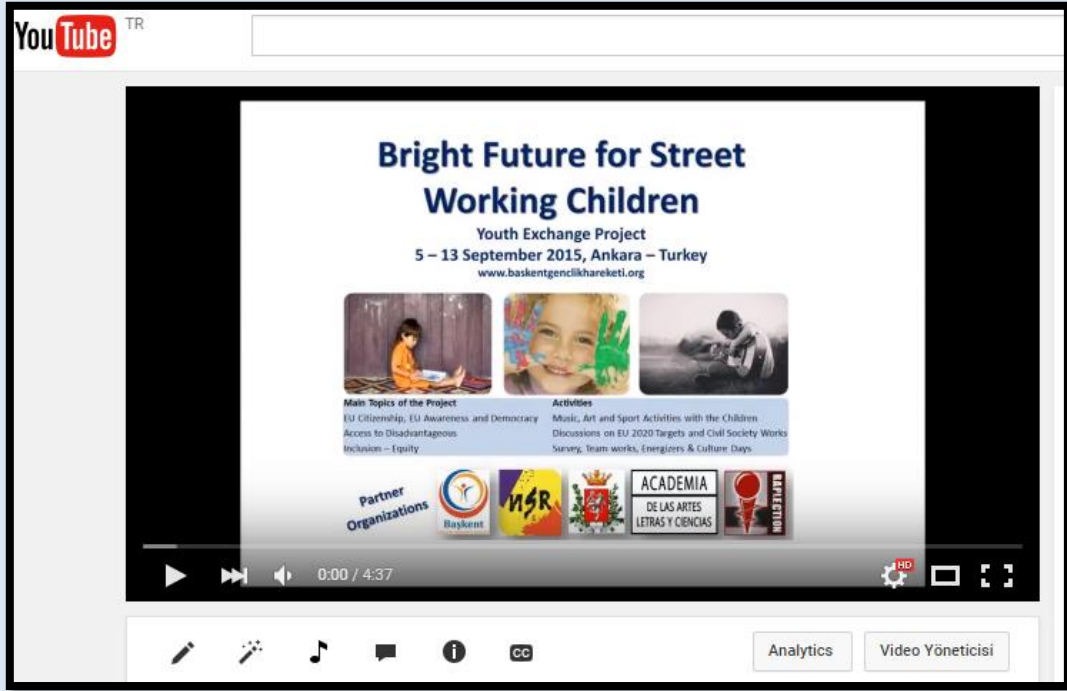 YouTube TR
Bright Future for Street
Working Children
Youth Exchange Project
5 – 13 September 2015, Ankara – Turkey
www.baskentgenclikhareketi.org
Main Topics of the Project
EU Citizenship, EU Awareness and Democracy
Access to Disadvantageous
Inclusion – Equity
Activities
Music, Art and Sport Activities with the Children
Discussions on EU 2020 Targets and Civil Society Works
Survey, Team works, Energizers & Culture Days
Partner
Organizations
Başkent
NSR
ACADEMIA
DE LAS ARTES
LETRAS Y CIENCIAS
RAPLECTION
0:00 / 4:37
HD
CC
Analytics
Video Yöneticisi